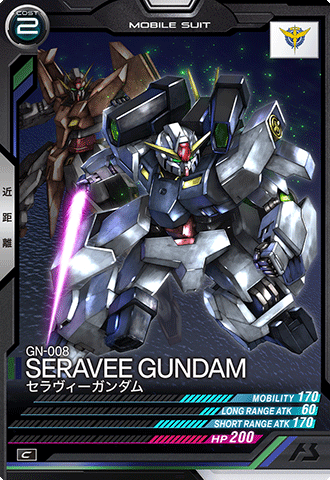 COST
2
MOBILE SUIT
近距離
GN-008
SERAVEE GUNDAM
セラヴィーガンダム
MOBILITY 170
LONG RANGE ATK 60
SHORT RANGE ATK 170
HP 200
C